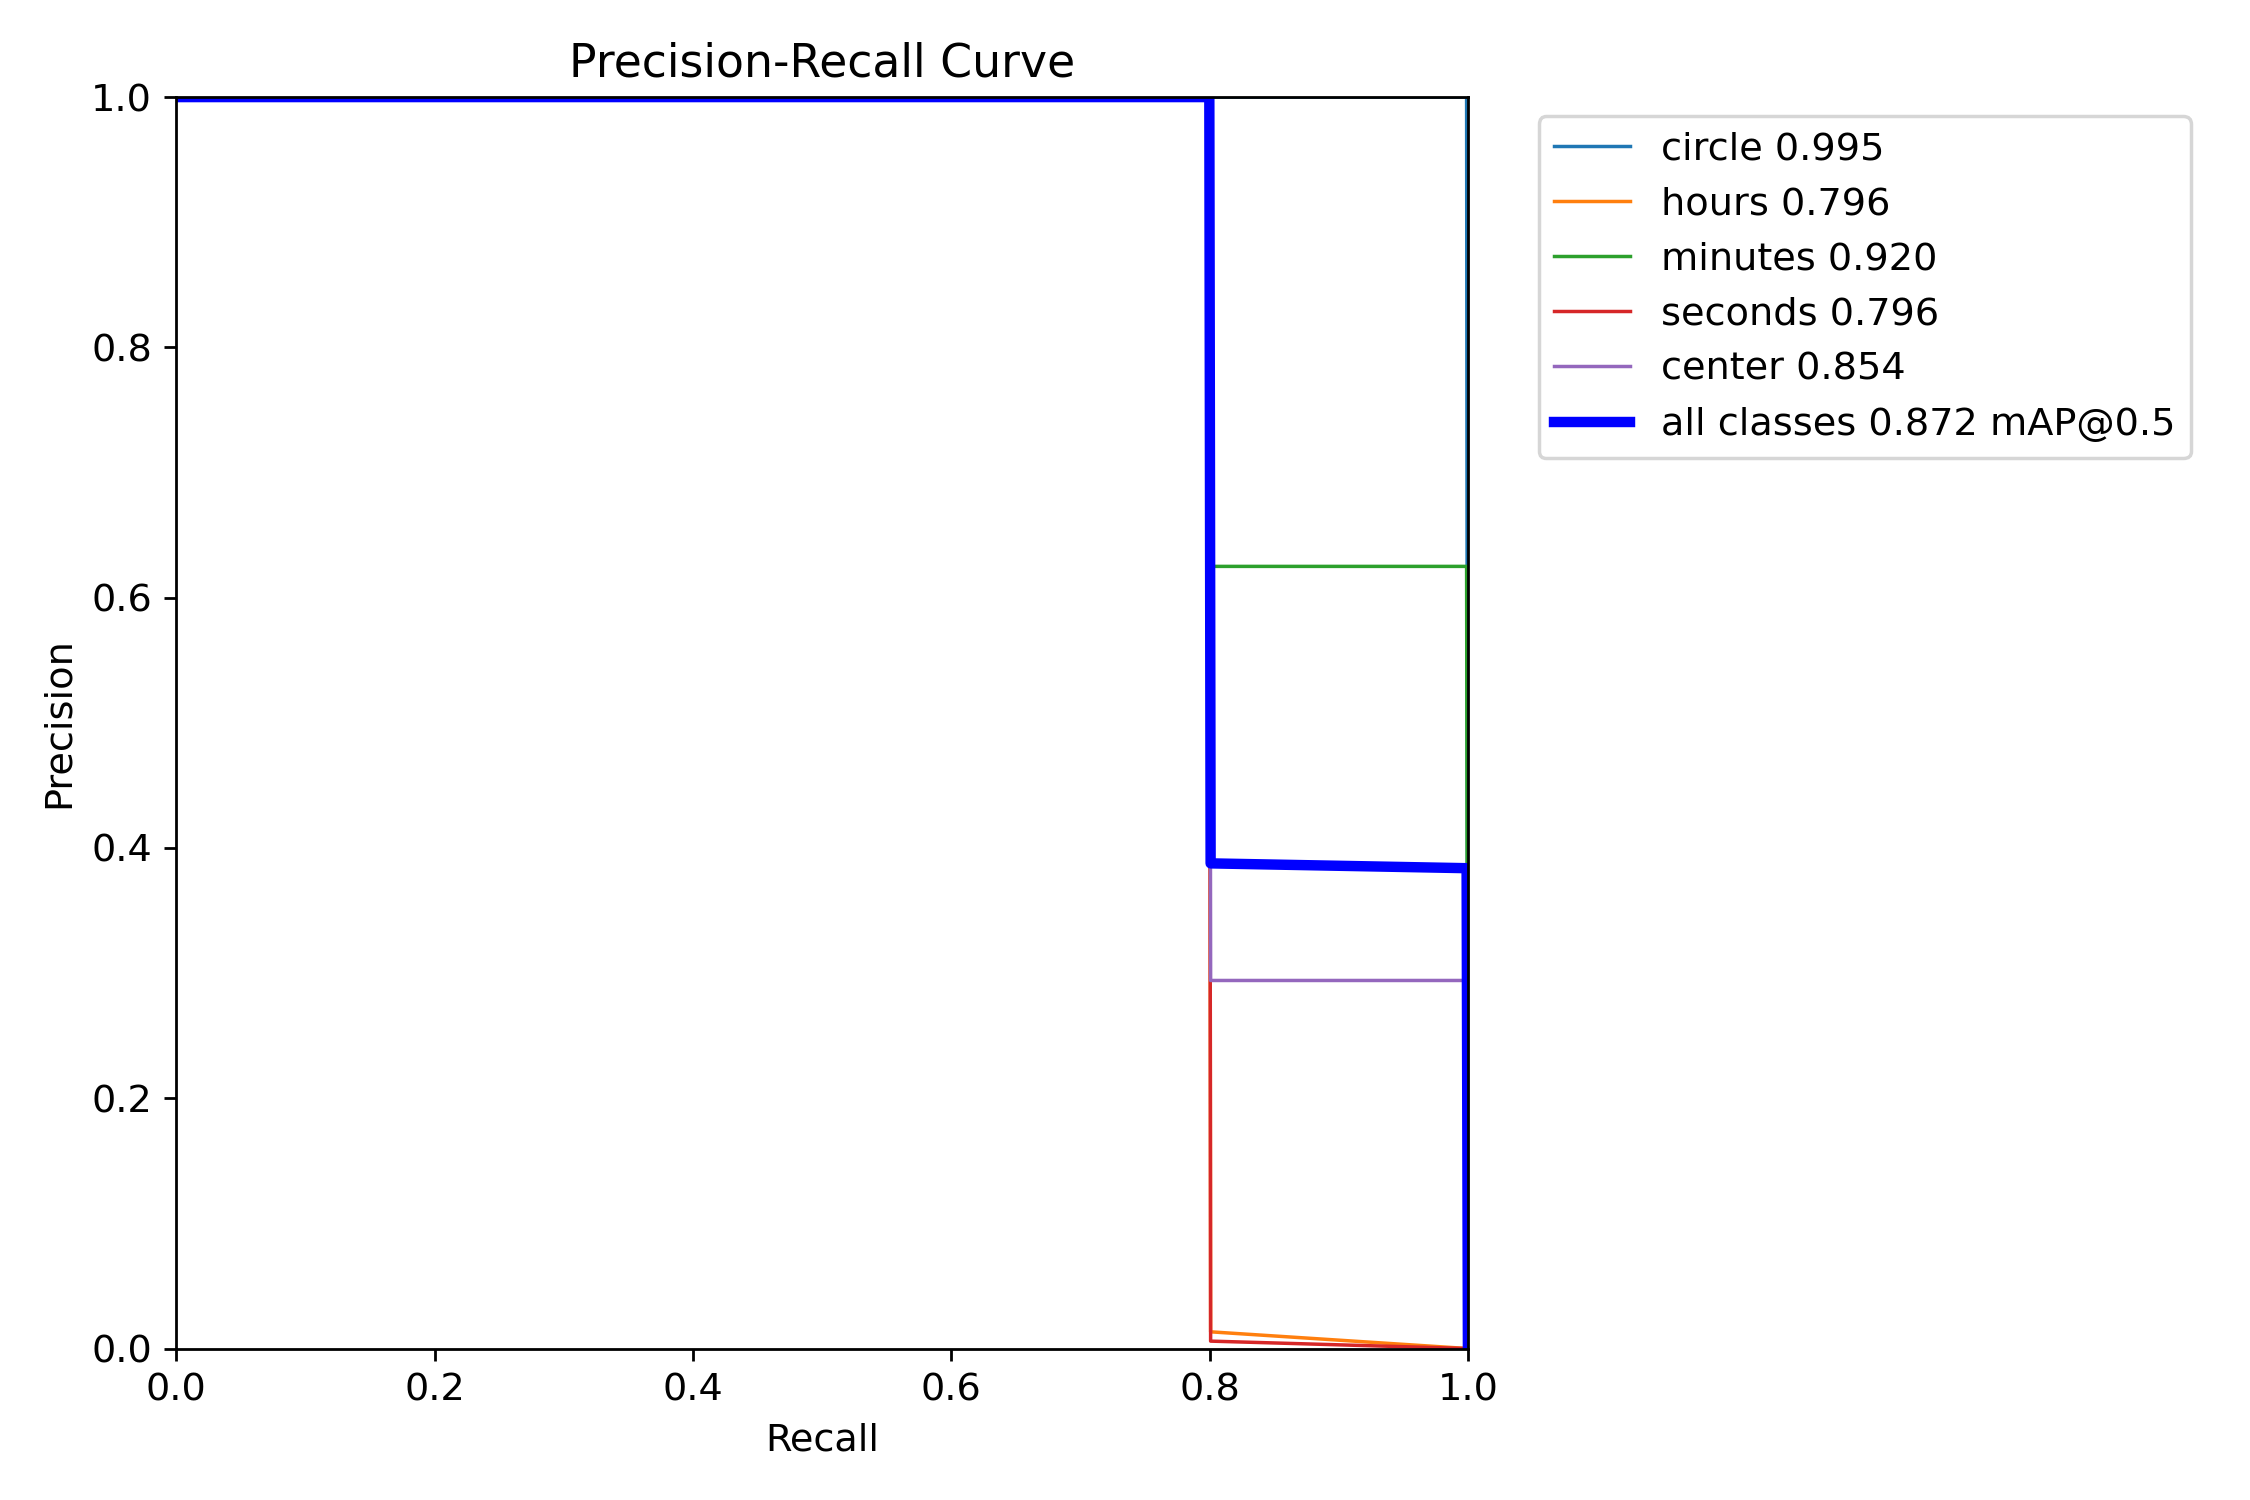 Precision-Recall Curve
1.0
0.8
0.6
0.4
0.2
0.0
Precision
0.0 0.2 0.4 0.6 0.8 1.0
Recall
circle 0.995
hours 0.796
minutes 0.920
seconds 0.796
center 0.854
all classes 0.872 mAP@0.5